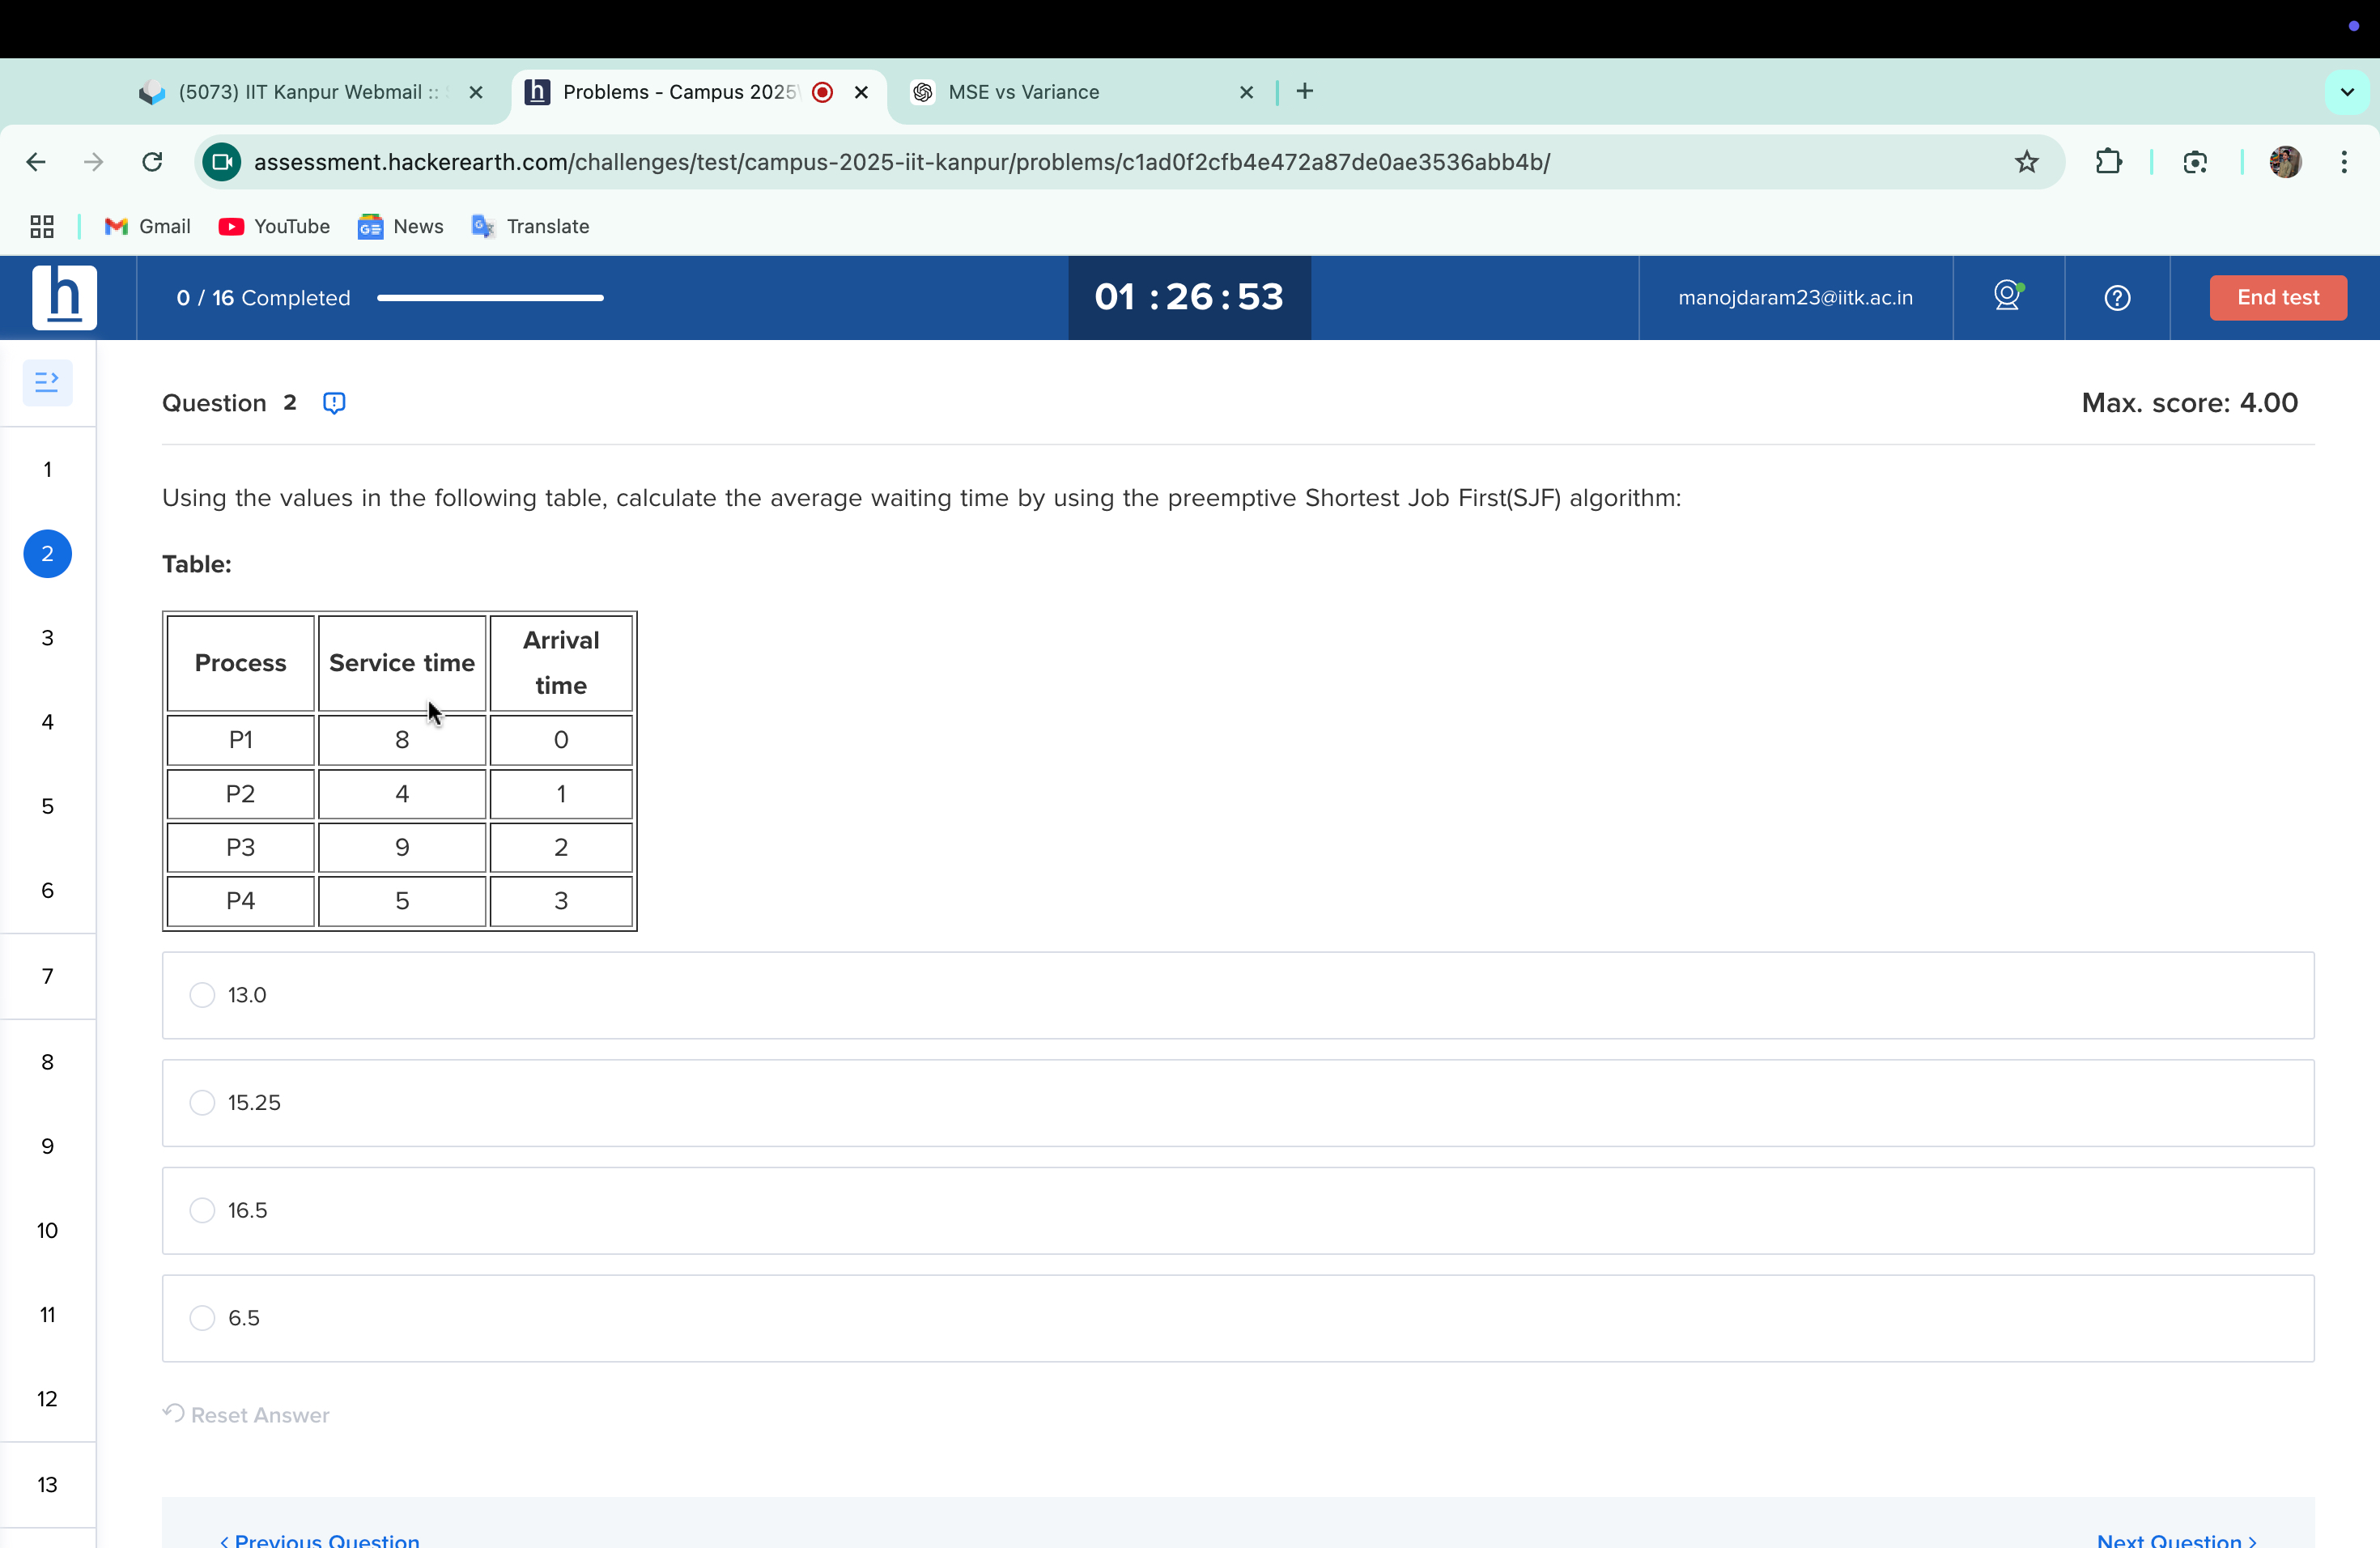 (5073) IIT Kanpur Webmail ::
Problems - Campus 2025
MSE vs Variance
assessment.hackerearth.com/challenges/test/campus-2025-iit-kanpur/problems/c1ad0f2cfb4e472a87de0ae3536abb4b/
Gmail YouTube News Translate
h 0 / 16 Completed 01 : 26 : 53 manojdaram23@iitk.ac.in End test
Question 2 Max. score: 4.00
Using the values in the following table, calculate the average waiting time by using the preemptive Shortest Job First(SJF) algorithm:
Table:
Process Service time Arrival time
P1 8 0
P2 4 1
P3 9 2
P4 5 3
13.0
15.25
16.5
6.5
Reset Answer
< Previous Question Next Question >
1
2
3
4
5
6
7
8
9
10
11
12
13